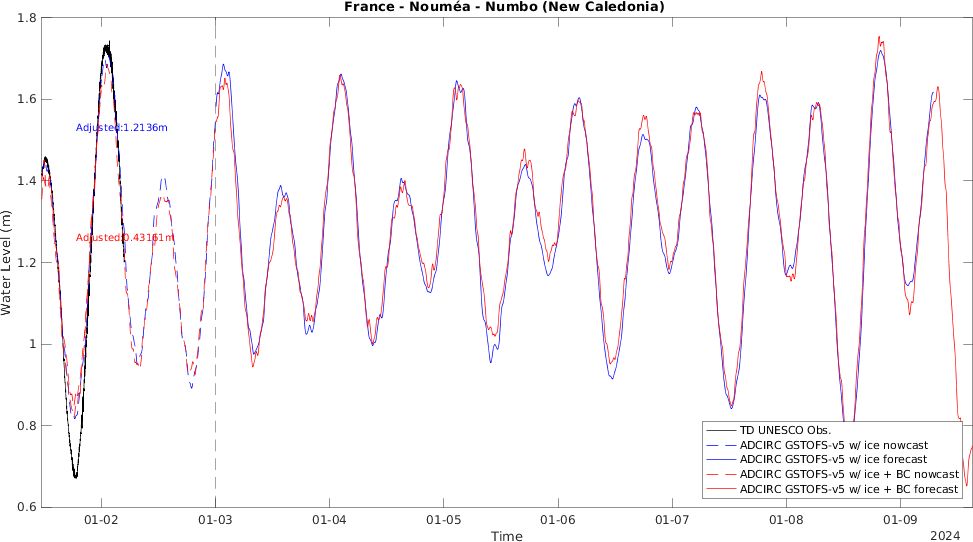 France - Nouméa - Numbo (New Caledonia)
1.8
1.6
1.4
1.2
1
0.8
0.6
Water Level (m)
Adjusted:1.2136m
Adjusted:0.43161m
TD UNESCO Obs.
ADCIRC GSTOFS-v5 w/ ice nowcast
ADCIRC GSTOFS-v5 w/ ice forecast
ADCIRC GSTOFS-v5 w/ ice + BC nowcast
ADCIRC GSTOFS-v5 w/ ice + BC forecast
01-02 01-03 01-04 01-05 01-06 01-07 01-08 01-09
Time
2024